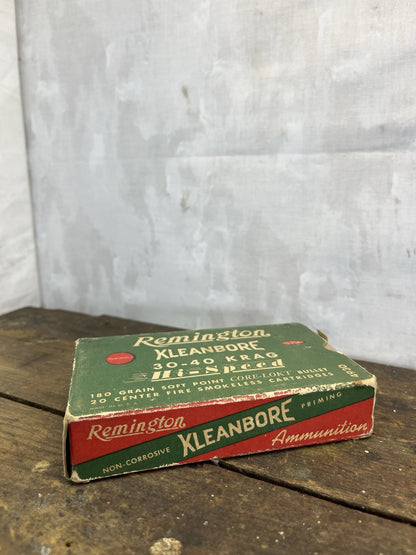 Remington
KLEANBORE
30-40 KRAG
Hi-Speed
180 GRAIN SOFT POINT CORE-LOKT BULLET
20 CENTER FIRE SMOKELESS CARTRIDGES
Remington KLEANBORE Ammunition
NON-CORROSIVE PRIMING